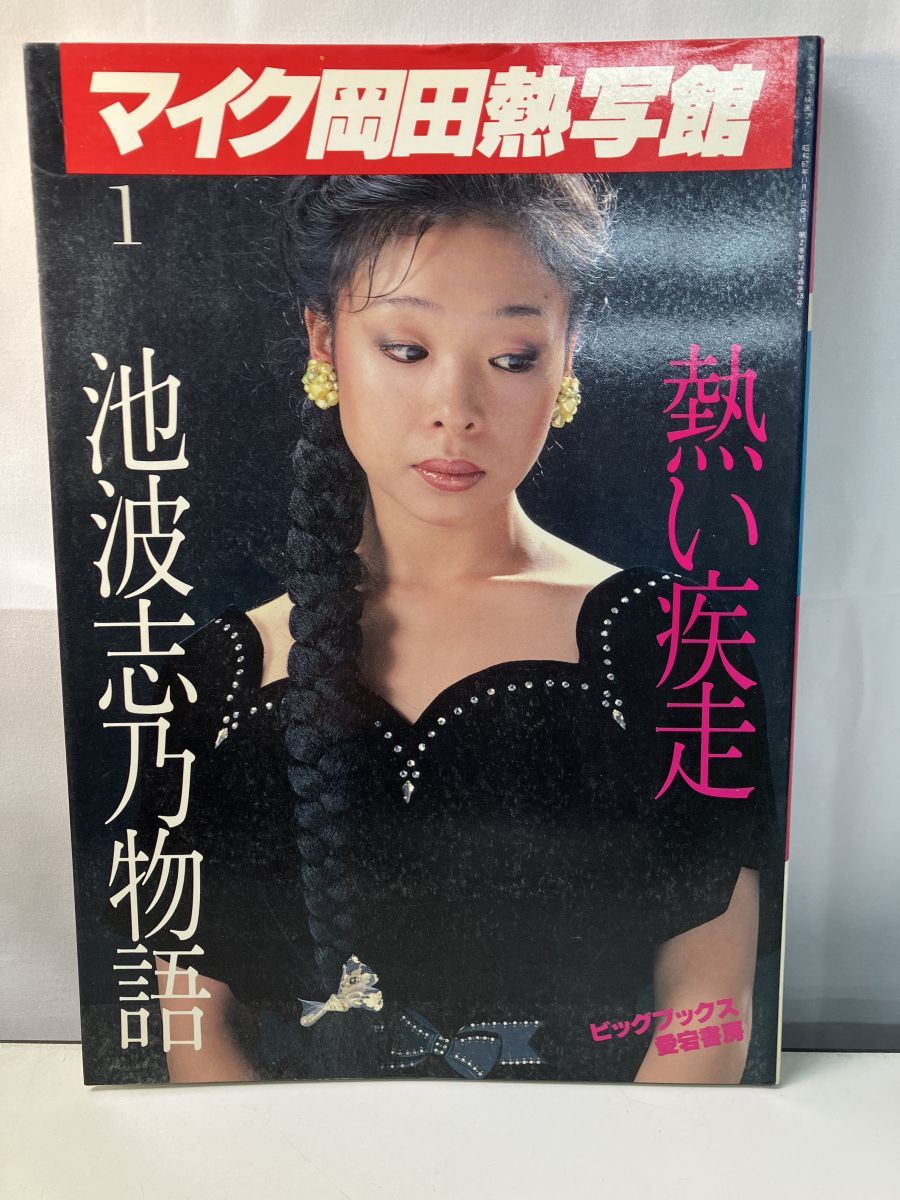 マイク岡田熱写館
1
熱い疾走
池波志乃物語
ビッグブックス
愛宕書房